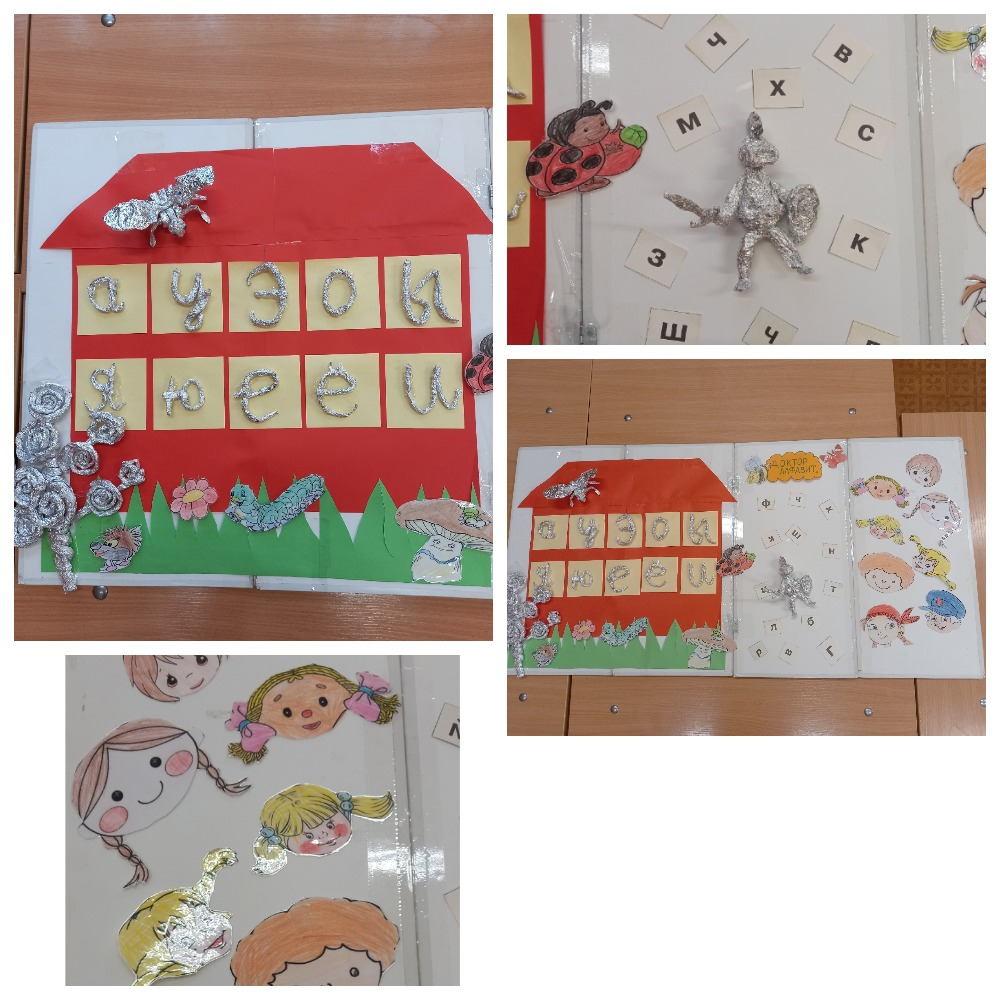 а у э о ы
я ю е ё и
Ч В
Х
М С
З К
Ш Ч
ДОКТОР
АЛФАВИТ.
а у э о ы
я ю е ё и
Ф Ч Х
Я Ш Н
Т
Л Б
Р В Г